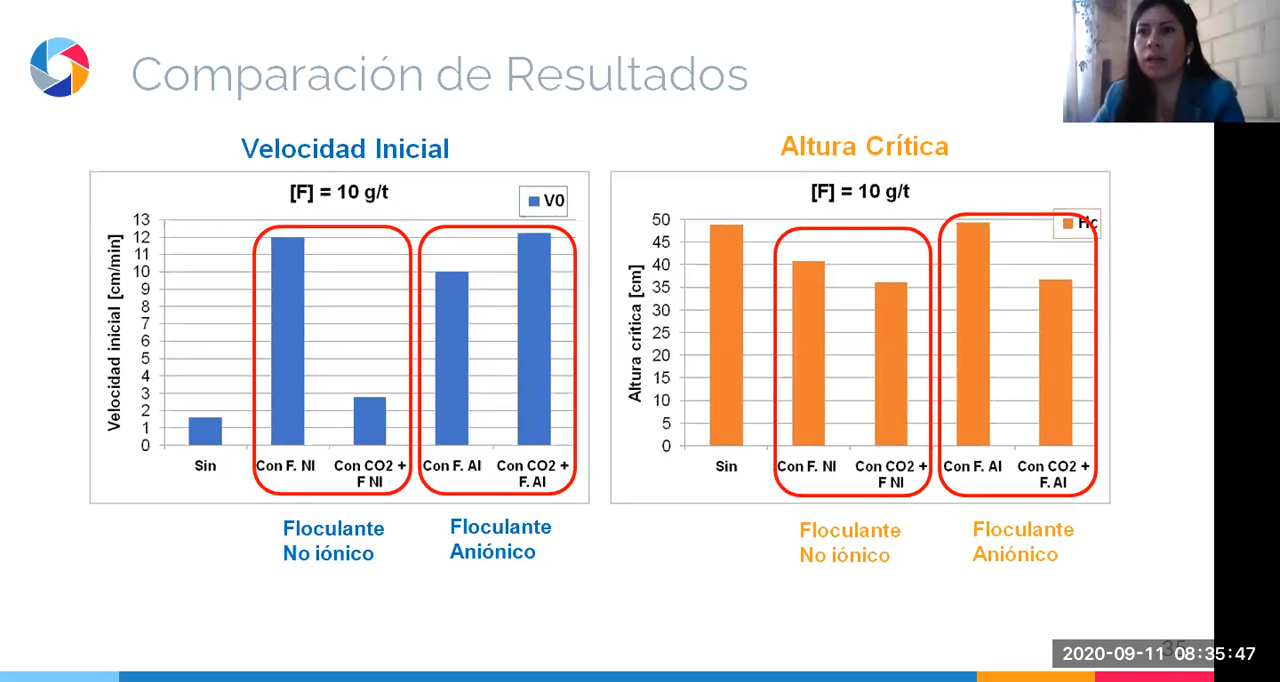 Comparación de Resultados
Velocidad Inicial
[F] = 10 g/t
V0
Velocidad inicial [cm/min]
13
12
11
10
9
8
7
6
5
4
3
2
1
0
Sin
Con F. NI
Con CO2 +
F NI
Con F. AI
Con CO2 +
F. AI
Floculante
No iónico
Floculante
Aniónico
Altura Crítica
[F] = 10 g/t
Hc
Altura crítica [cm]
50
45
40
35
30
25
20
15
10
5
0
Sin
Con F. NI
Con CO2 +
F NI
Con F. AI
Con CO2 +
F. AI
Floculante
No iónico
Floculante
Aniónico
2020-09-11 08:35:47